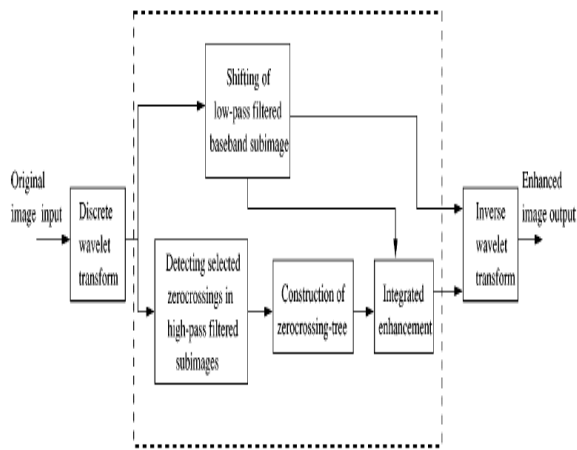 Original
image input
Discrete
wavelet
transform
Shifting of
low-pass filtered
baseband subimage
Detecting selected
zerocrossings in
high-pass filtered
subimages
Construction of
zerocrossing-tree
Integrated
enhancement
Inverse
wavelet
transform
Enhanced
image output